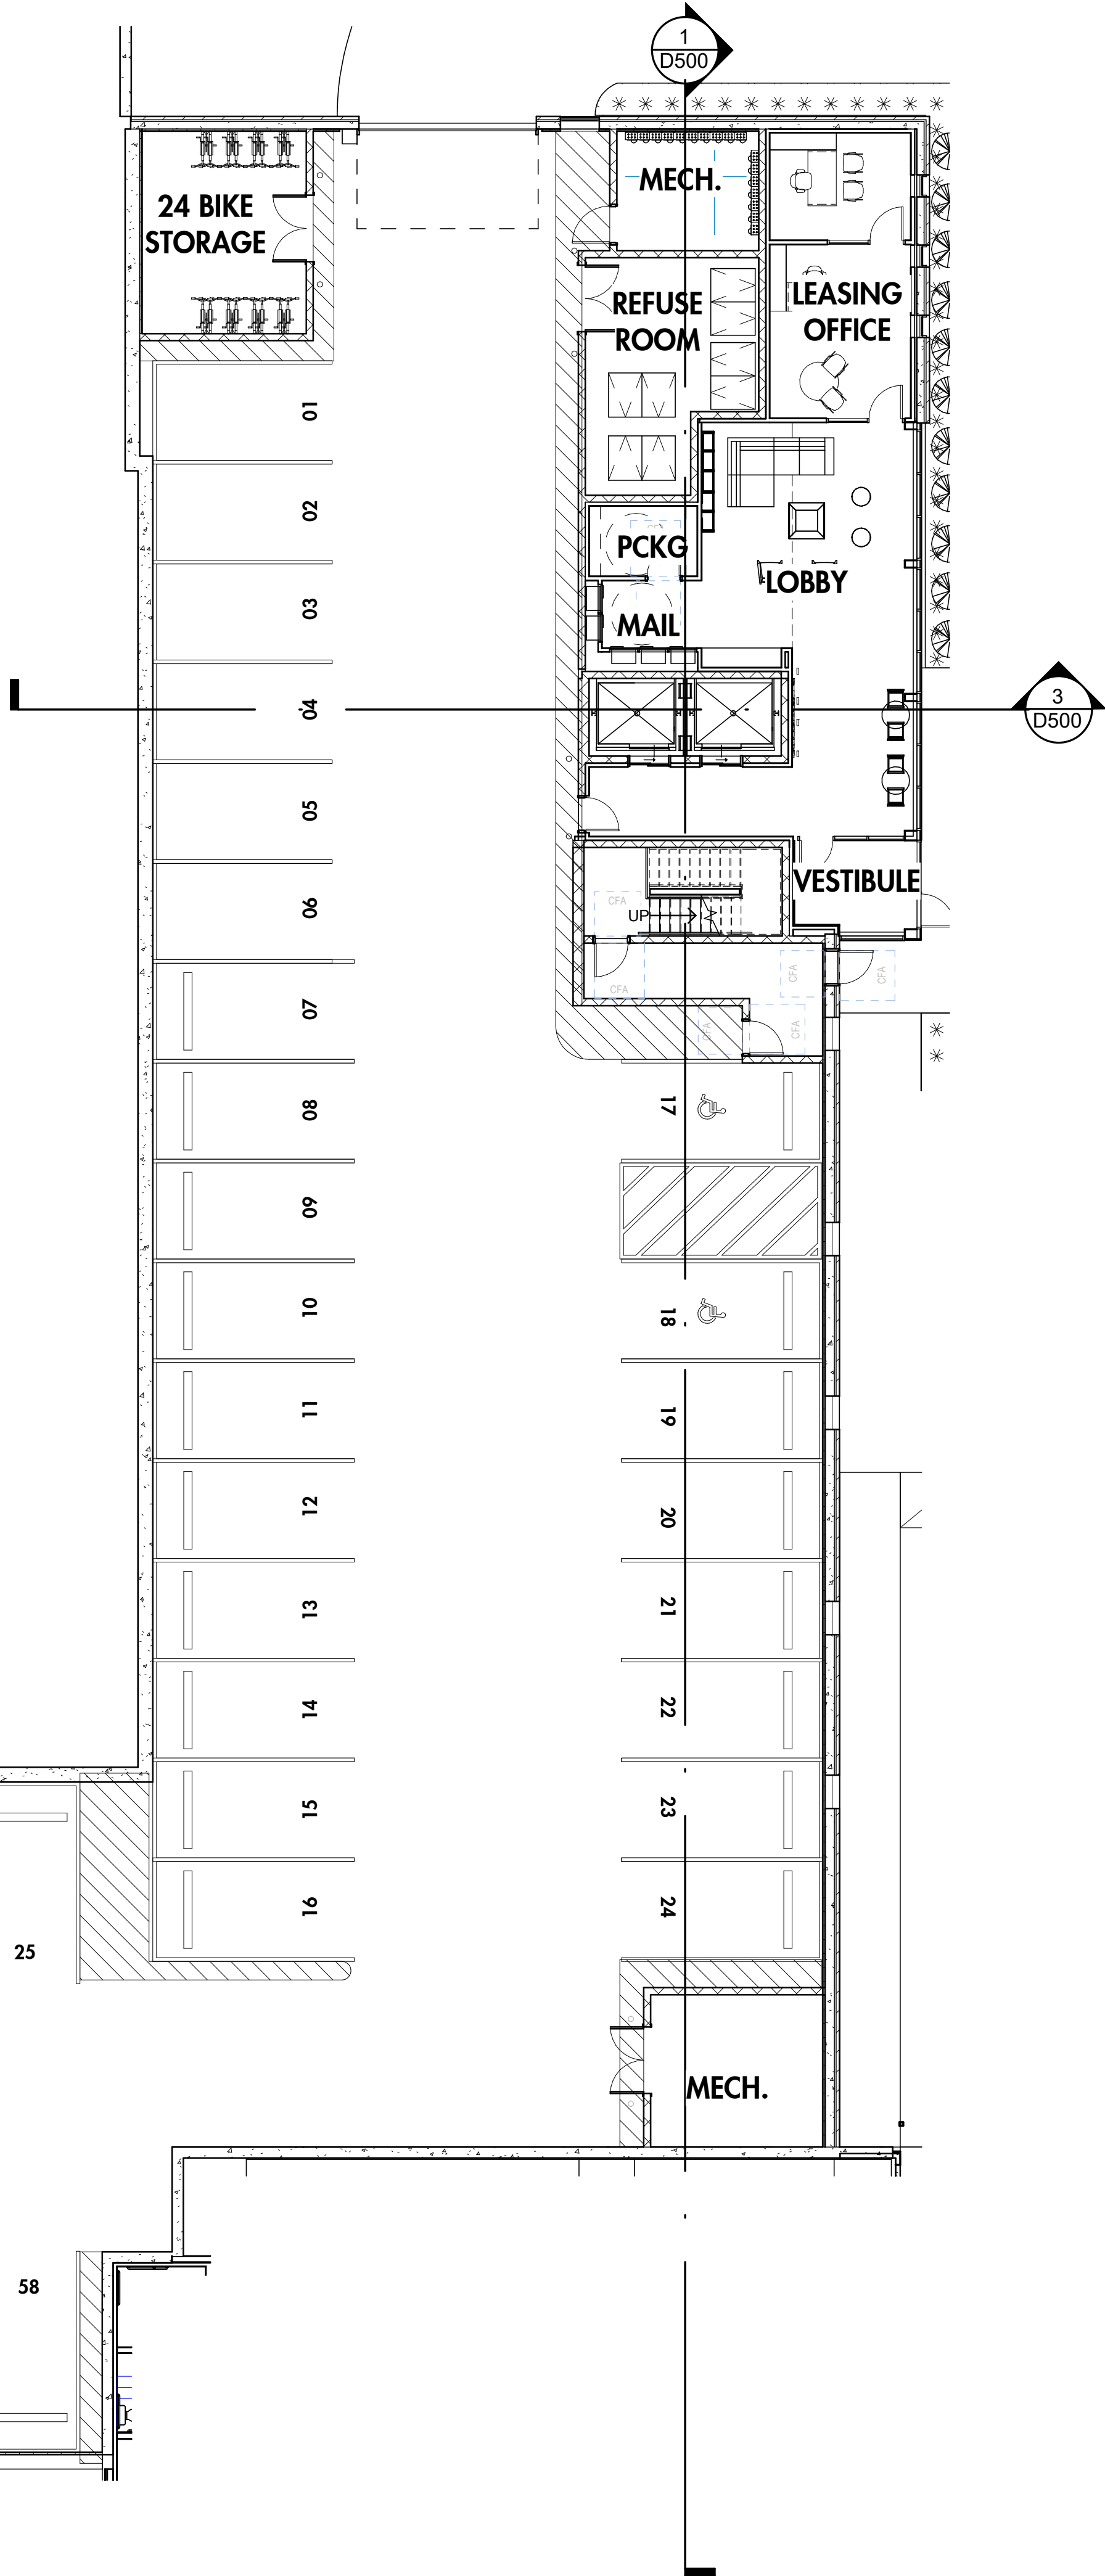 1
D500
24 BIKE
STORAGE
MECH.
REFUSE
ROOM
LEASING
OFFICE
01
02
PCKG
LOBBY
03
MAIL
04
3
D500
05
VESTIBULE
06
CFA
UP
CFA
CFA
CFA
07
CFA
CFA
08
17
09
10
18
11
19
12
20
13
21
14
22
15
23
16
24
25
MECH.
58